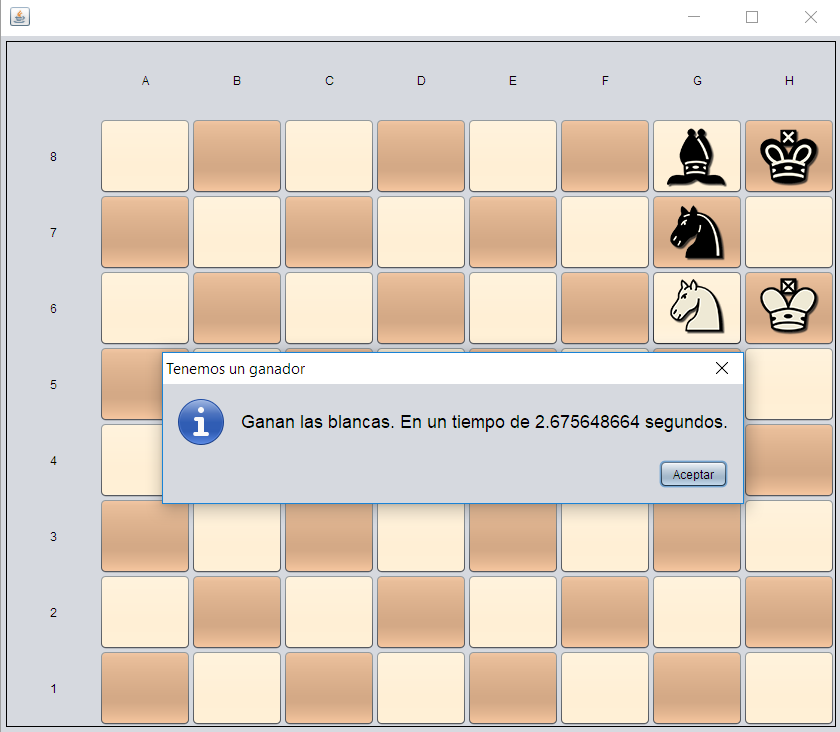 A B C D E F G H
8
7
6
5
4
3
2
1
Tenemos un ganador
Ganan las blancas. En un tiempo de 2.675648664 segundos.
Aceptar